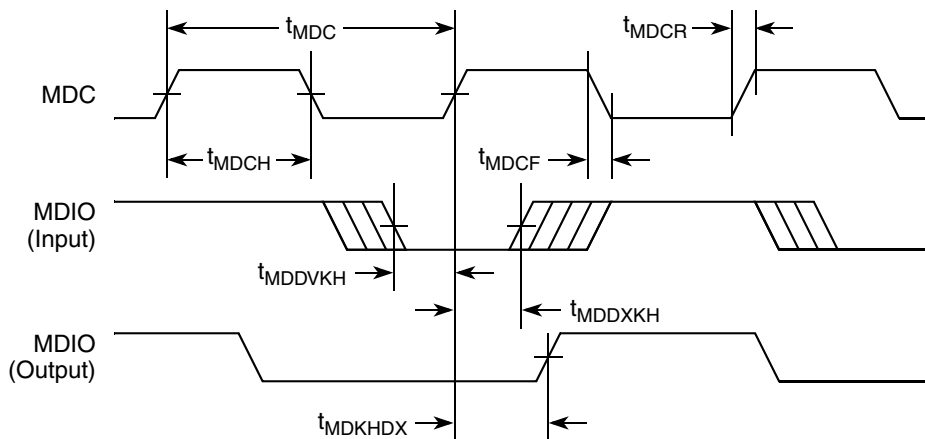 tMDC
tMDCR
MDC
tMDCH
tMDCF
MDIO
(Input)
tMDDVKH
tMDDXKH
MDIO
(Output)
tMDKHDX